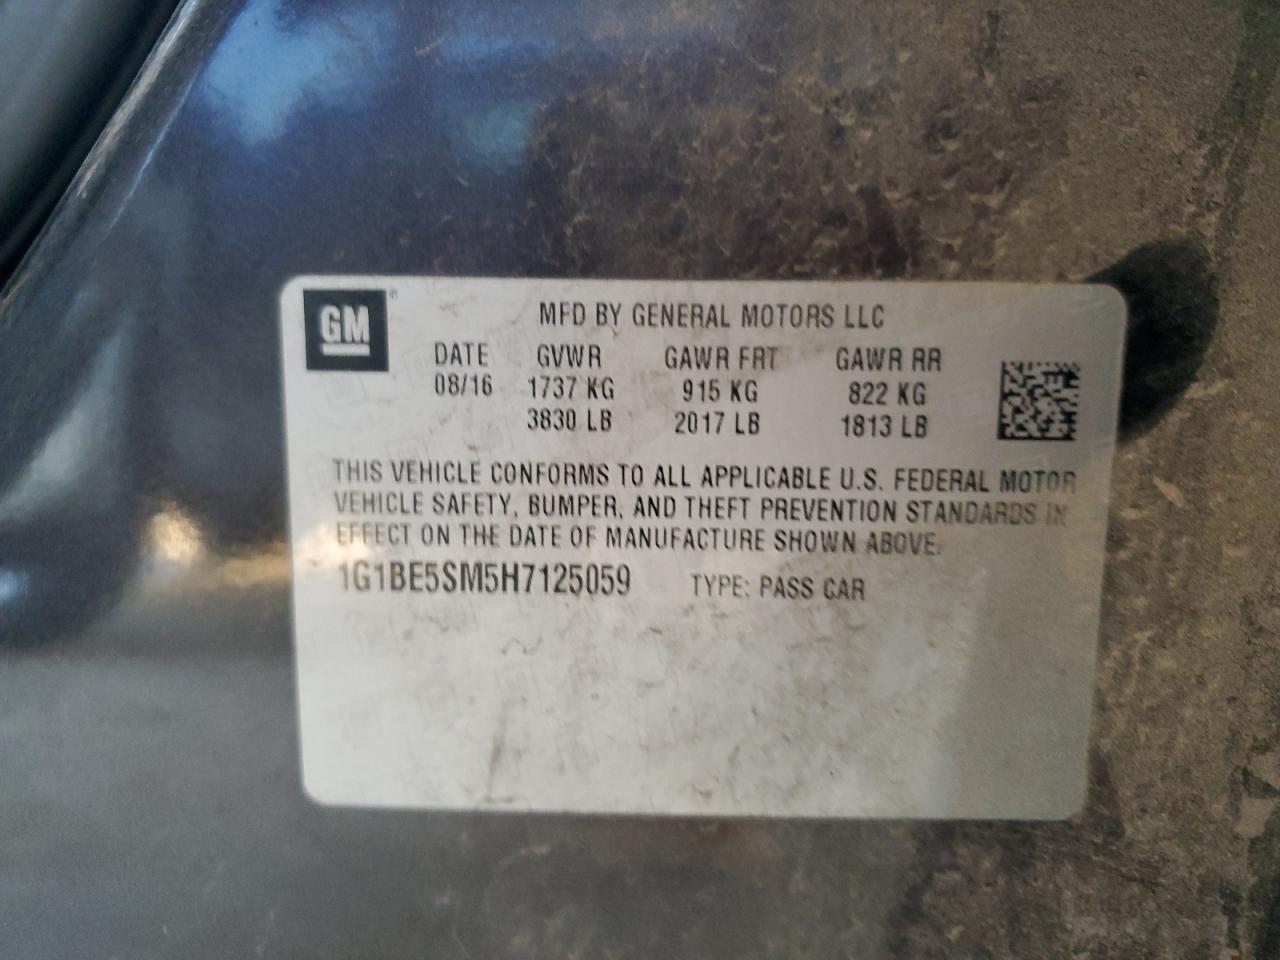 GM
MFD BY GENERAL MOTORS LLC
DATE GVWR GAWR FRT GAWR RR
08/16 1737 KG 915 KG 822 KG
3830 LB 2017 LB 1813 LB
THIS VEHICLE CONFORMS TO ALL APPLICABLE U.S. FEDERAL MOTOR
VEHICLE SAFETY, BUMPER, AND THEFT PREVENTION STANDARDS IN
EFFECT ON THE DATE OF MANUFACTURE SHOWN ABOVE.
1G1BE5SM5H7125059 TYPE: PASS CAR